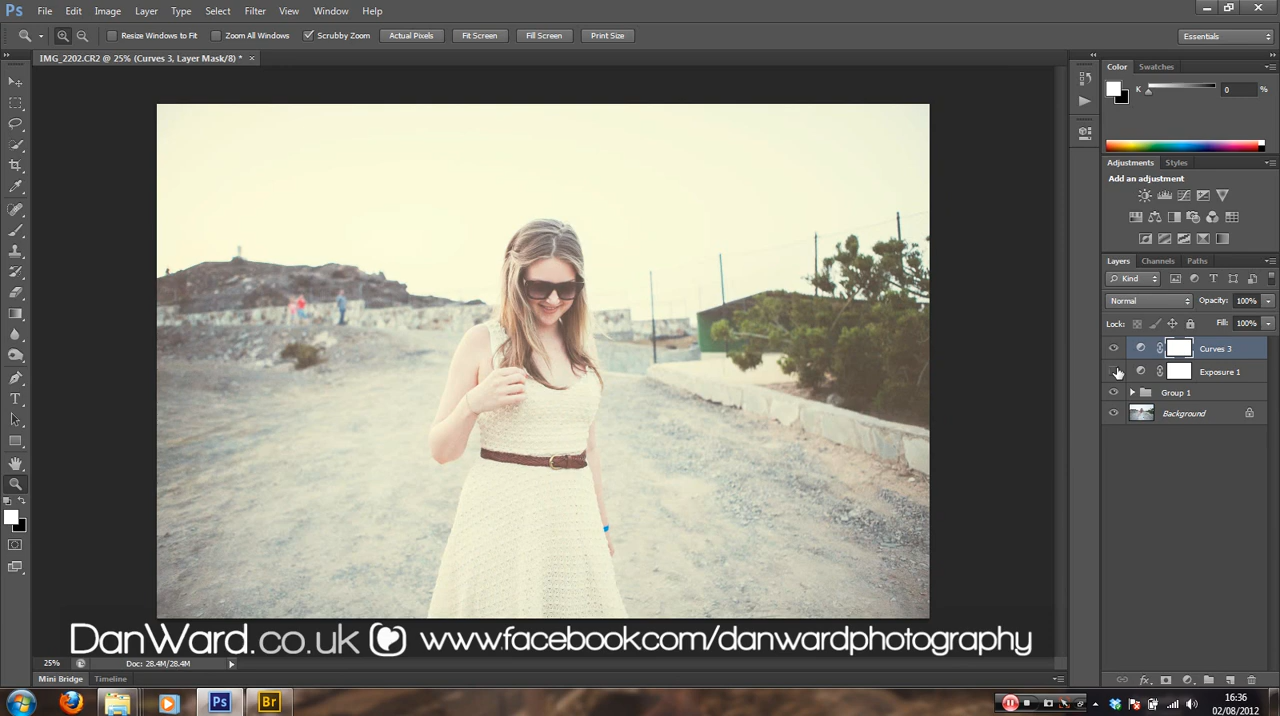 Ps File Edit Image Layer Type Select Filter View Window Help
Resize Windows to Fit Zoom All Windows Scrubby Zoom Actual Pixels Fit Screen Fill Screen Print Size Essentials
IMG_2202.CR2 @ 25% (Curves 3, Layer Mask/8) * ×
Color Swatches
K 0 %
Adjustments Styles
Add an adjustment
Layers Channels Paths
Kind
Normal Opacity: 100%
Lock: Fill: 100%
Curves 3
Exposure 1
Group 1
Background
DanWard.co.uk www.facebook.com/danwardphotography
25% Doc: 28.4M/28.4M
Mini Bridge Timeline
Ps Br 16:36
02/08/2012